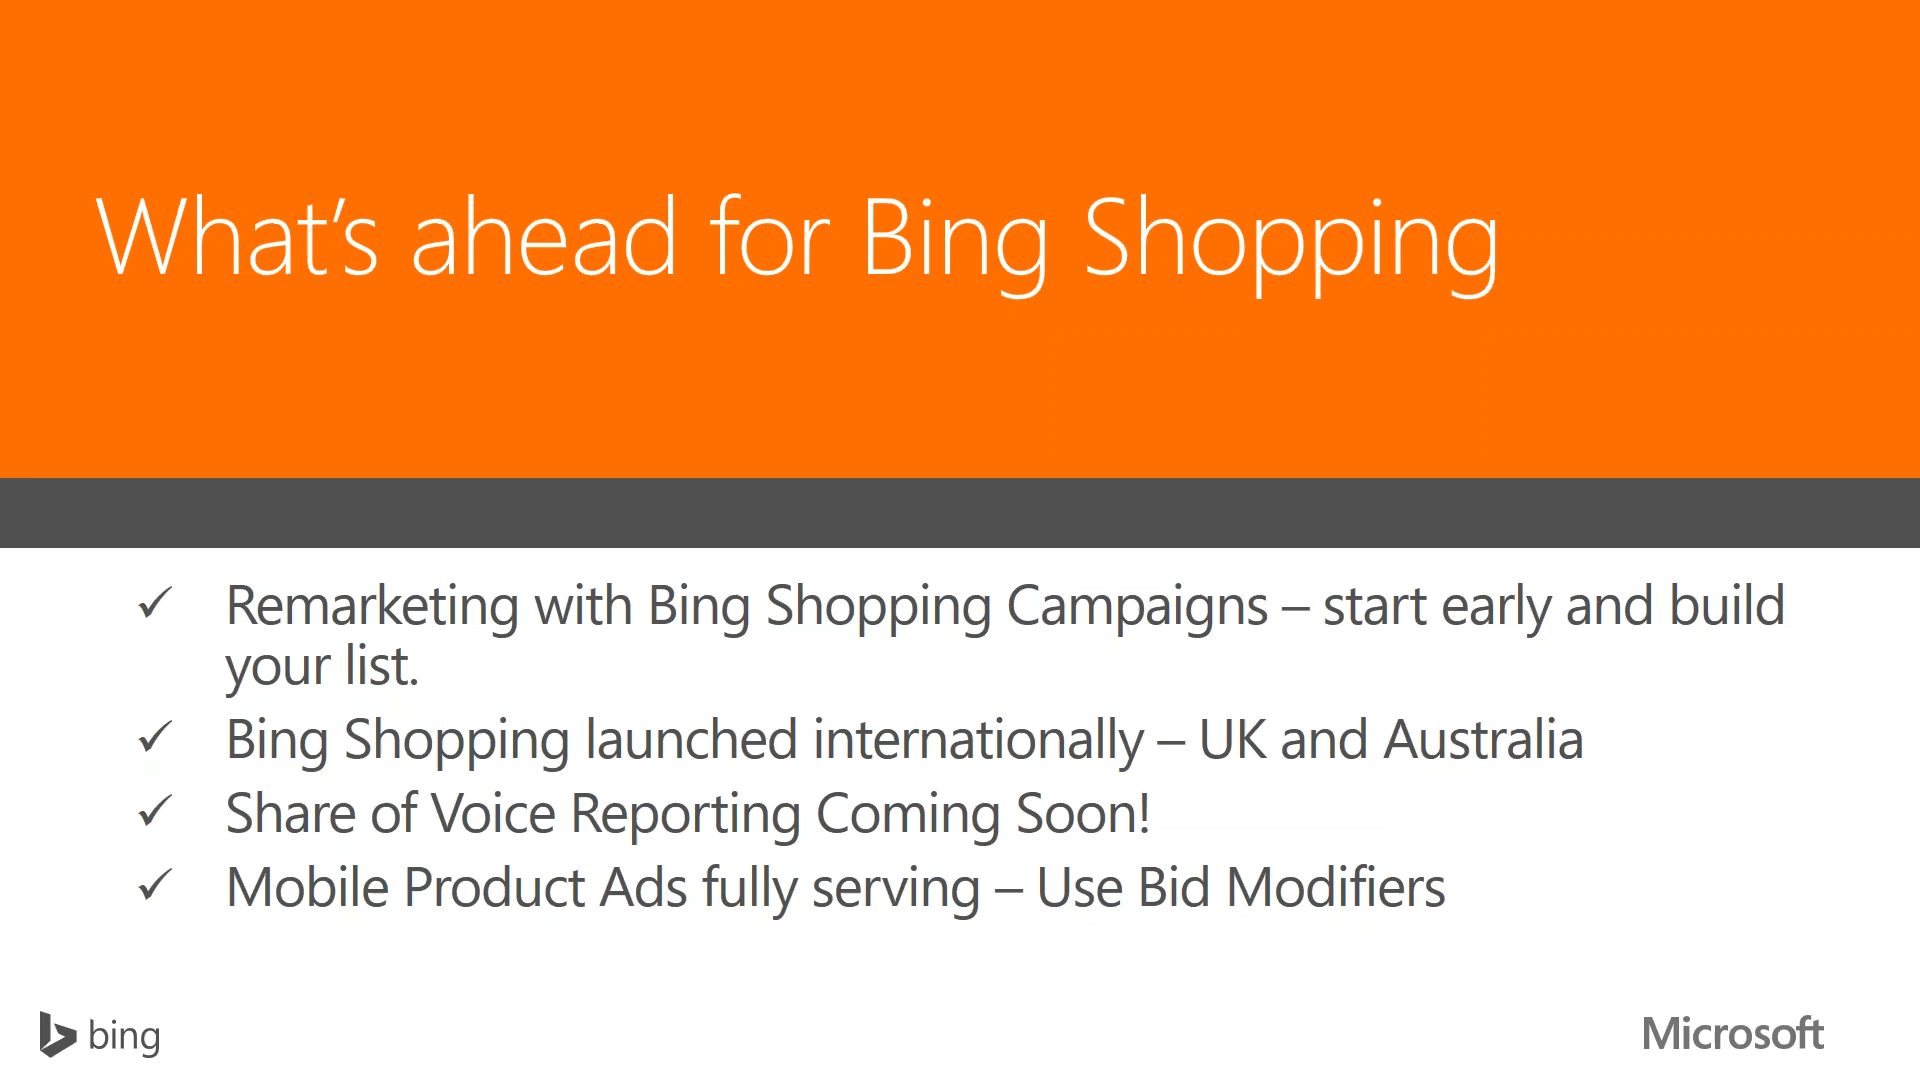 What’s ahead for Bing Shopping
✓ Remarketing with Bing Shopping Campaigns – start early and build
your list.
✓ Bing Shopping launched internationally – UK and Australia
✓ Share of Voice Reporting Coming Soon!
✓ Mobile Product Ads fully serving – Use Bid Modifiers
bing
Microsoft